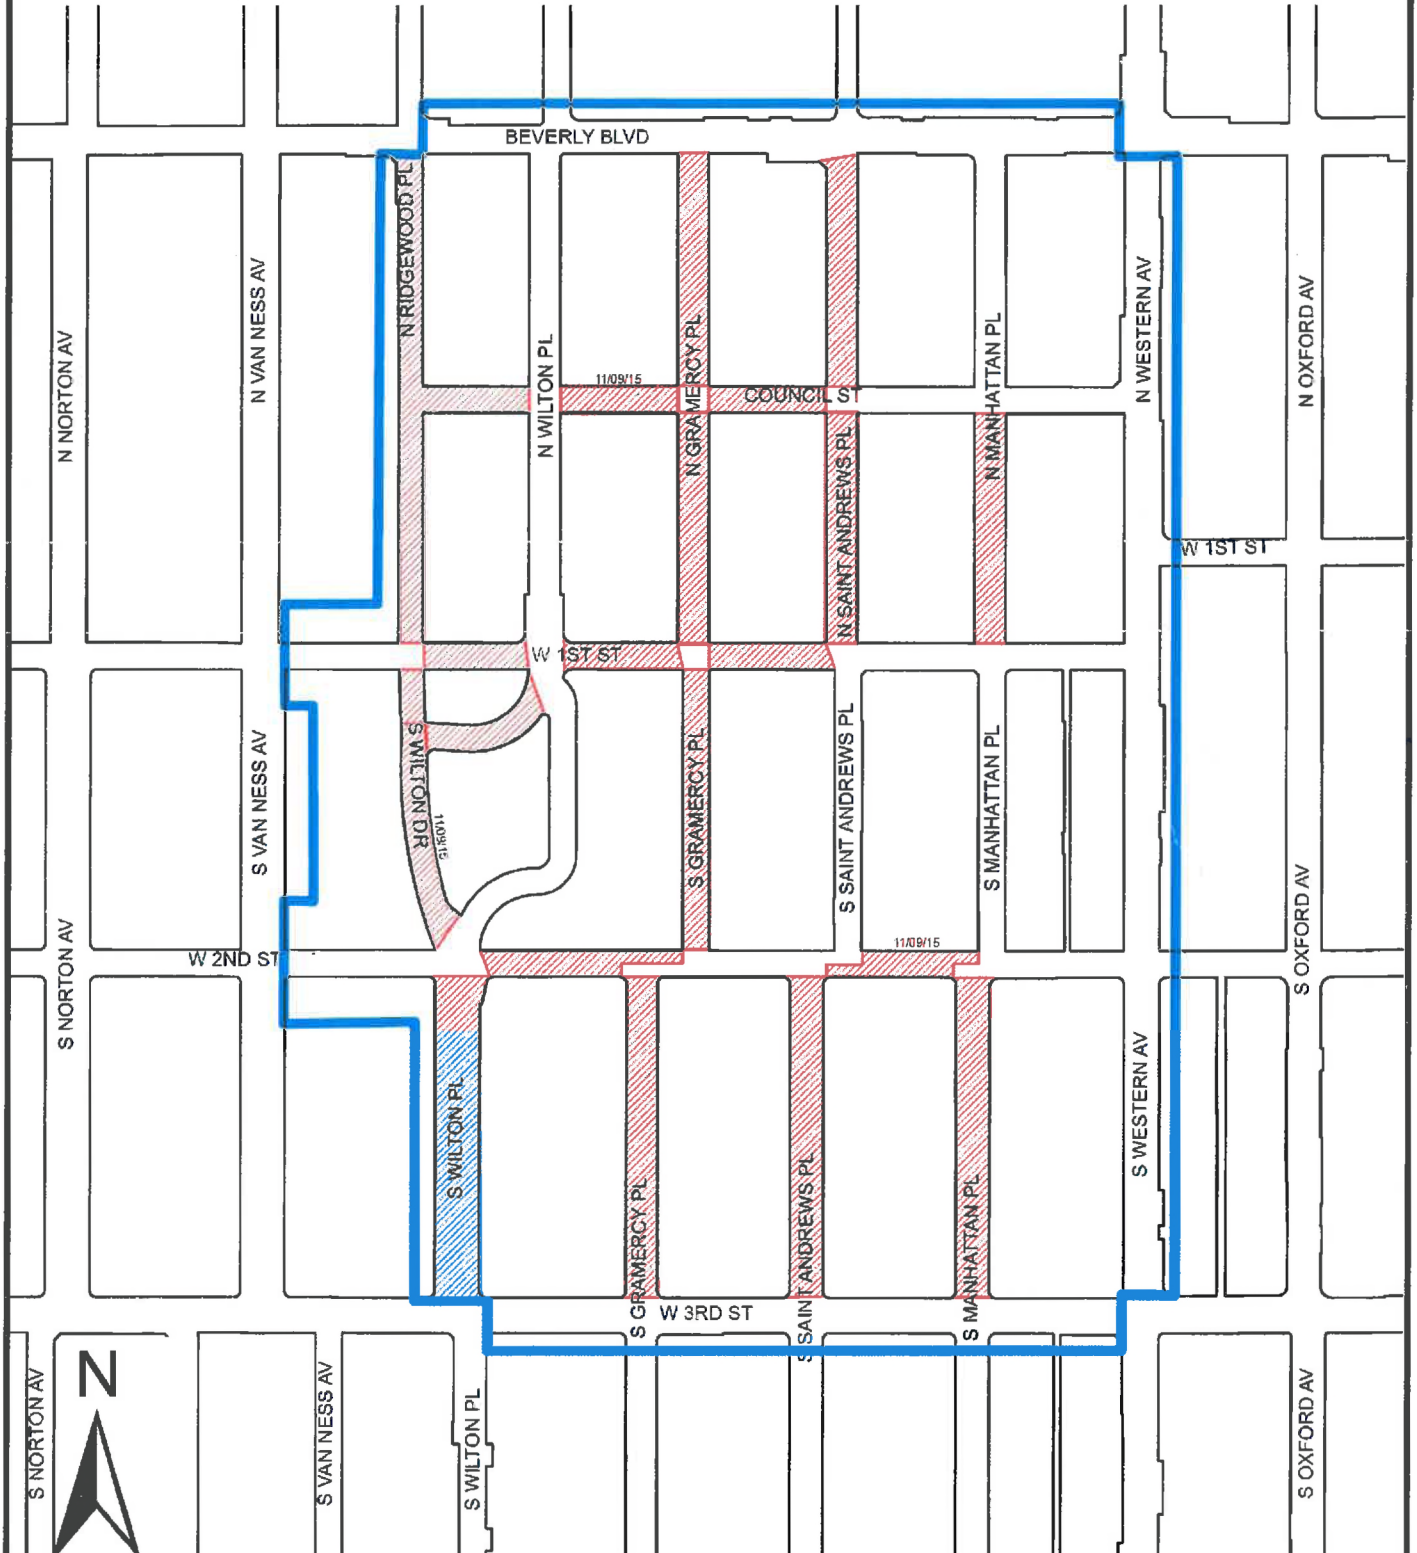 BEVERLY BLVD
N RIDGEWOOD PL
N VAN NESS AV
N WESTERN AV
N OXFORD AV
N NORTON AV
N WILTON PL
N GRAMERCY PL
N MANHATTAN PL
11/09/15
COUNCIL ST
N SAINT ANDREWS PL
W 1ST ST
W 1ST ST
S VAN NESS AV
S WILTON DR
11/09/15
S GRAMERCY PL
S SAINT ANDREWS PL
S MANHATTAN PL
S OXFORD AV
S NORTON AV
W 2ND ST
11/09/15
S WILTON PL
S WESTERN AV
S GRAMERCY PL
S SAINT ANDREWS PL
S MANHATTAN PL
W 3RD ST
N
S NORTON AV
S VAN NESS AV
S WILTON PL
S OXFORD AV